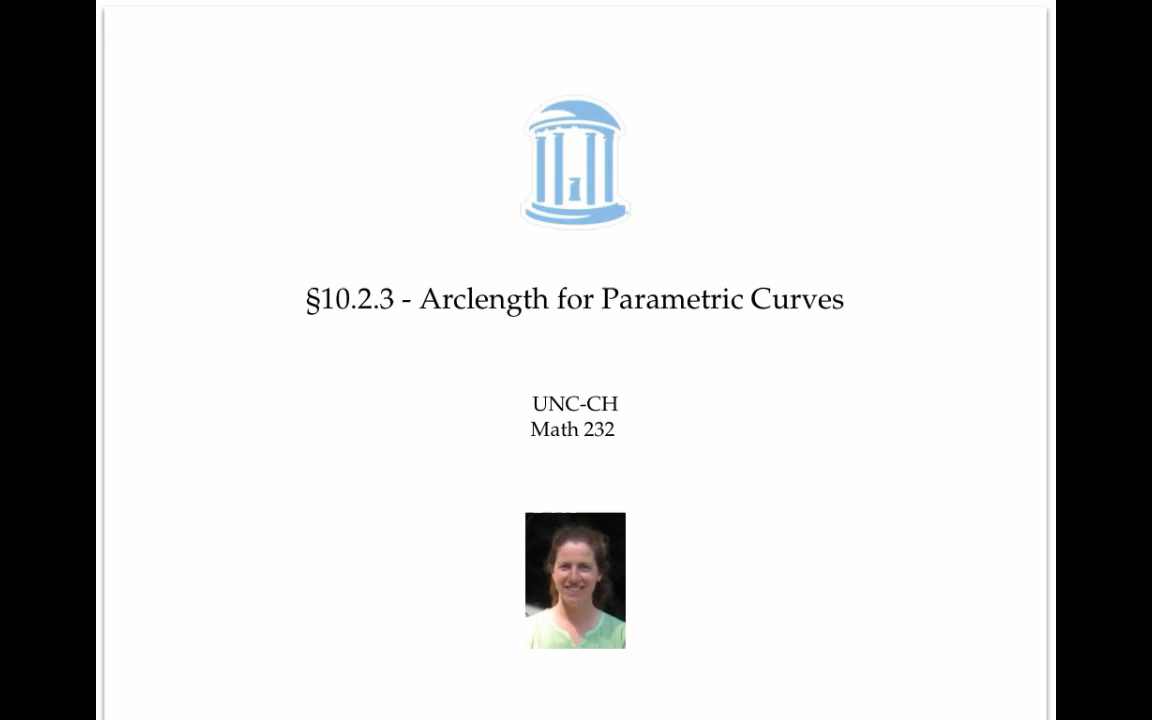 §10.2.3 - Arclength for Parametric Curves
UNC-CH
Math 232